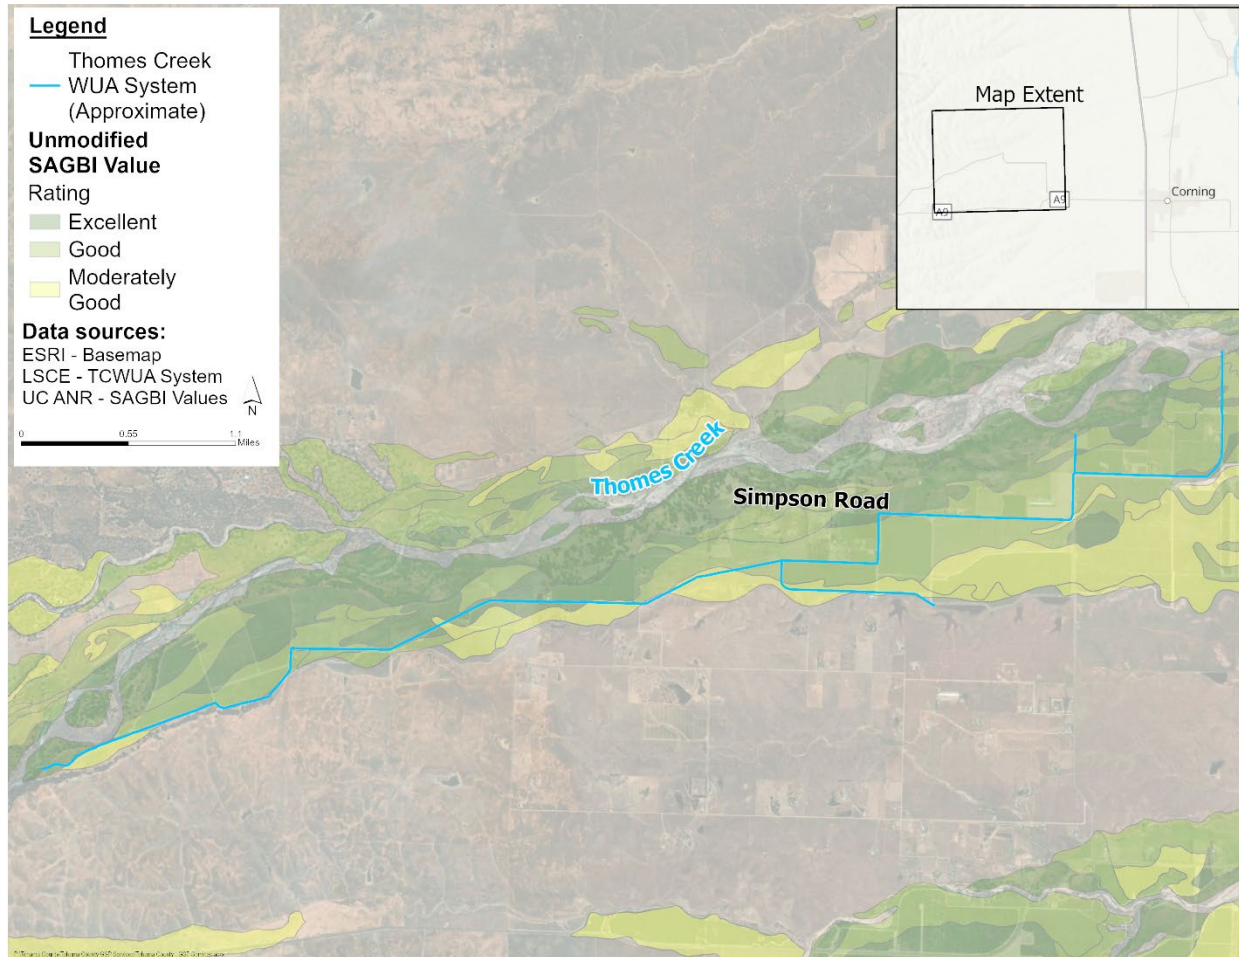 Legend
Thomes Creek
WUA System
(Approximate)
Unmodified
SAGBI Value
Rating
Excellent
Good
Moderately
Good
Data sources:
ESRI - Basemap
LSCE - TCWUA System
UC ANR - SAGBI Values
N
0 0.55 1.1
Miles
Map Extent
A9
A9
Corning
Thomes Creek
Simpson Road